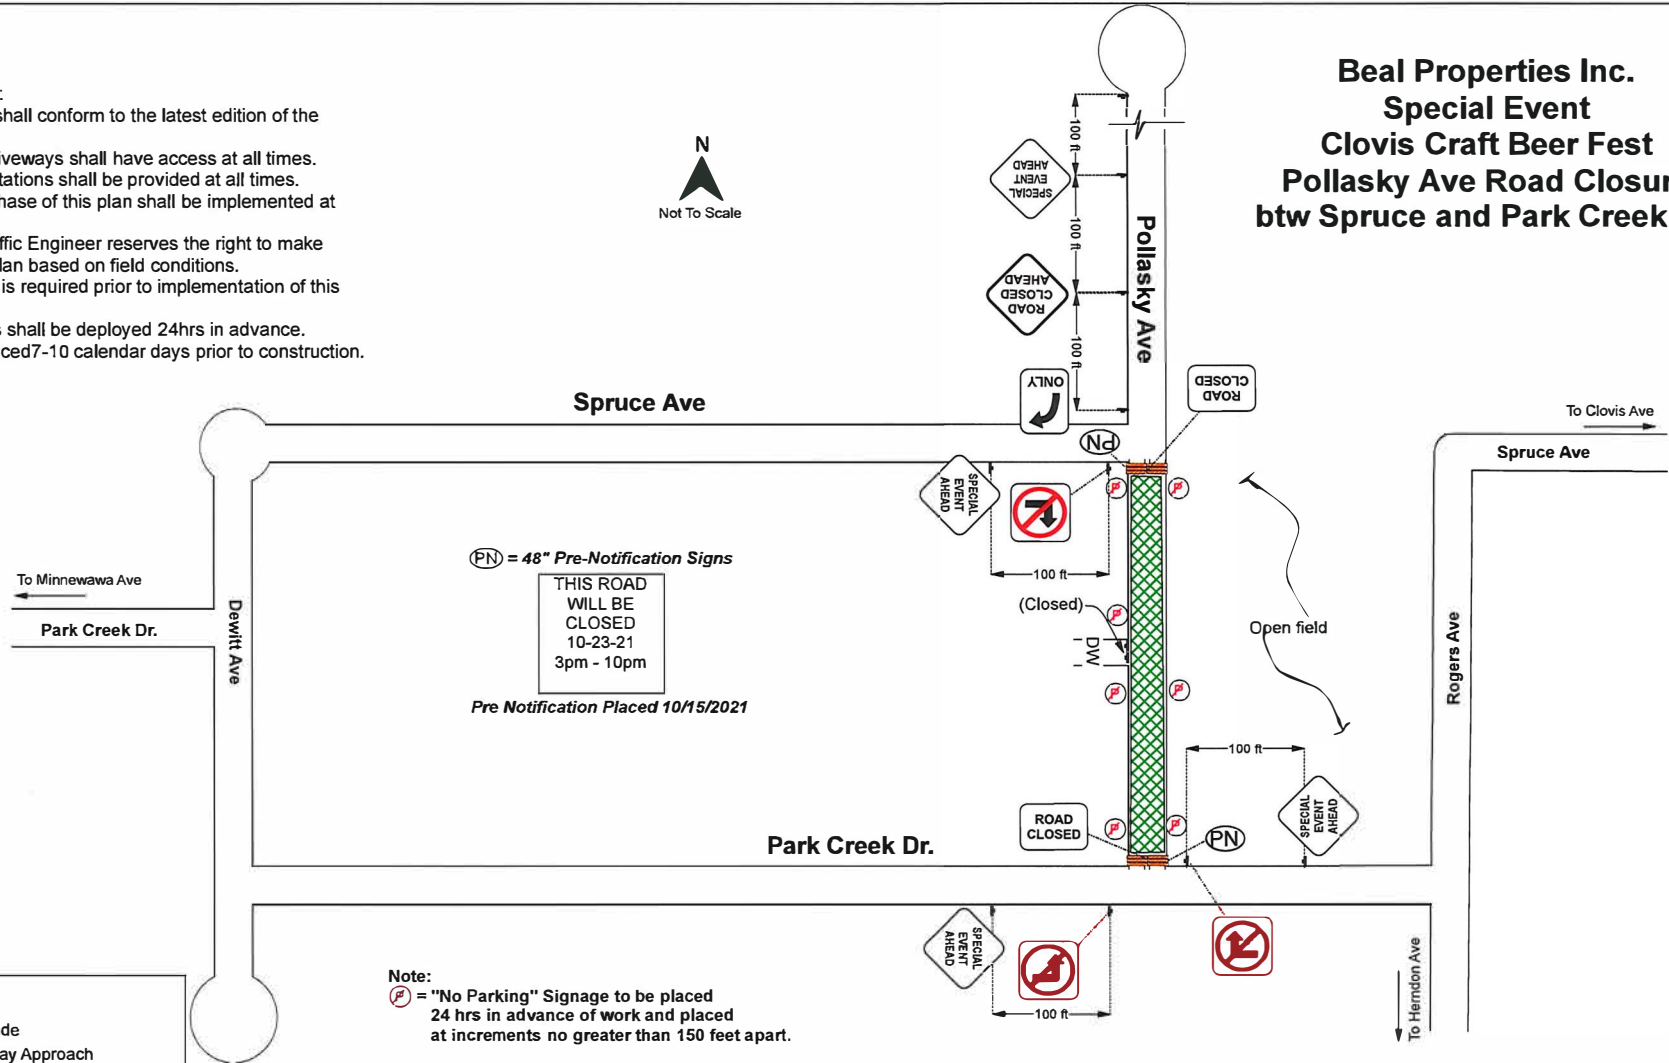 :
shall conform to the latest edition of the
iveways shall have access at all times.
tations shall be provided at all times.
hase of this plan shall be implemented at
ffic Engineer reserves the right to make
lan based on field conditions.
is required prior to implementation of this
s shall be deployed 24hrs in advance.
ced7-10 calendar days prior to construction.
N
Not To Scale
Beal Properties Inc.
Special Event
Clovis Craft Beer Fest
Pollasky Ave Road Closur
btw Spruce and Park Creek
100 ft
SPECIAL
EVENT
AHEAD
100 ft
Pollasky Ave
ROAD
CLOSED
AHEAD
100 ft
ONLY
ROAD
CLOSED
Spruce Ave
PN
To Clovis Ave
Spruce Ave
SPECIAL
EVENT
AHEAD
100 ft
PN = 48" Pre-Notification Signs
THIS ROAD
WILL BE
CLOSED
10-23-21
3pm - 10pm
Pre Notification Placed 10/15/2021
To Minnewawa Ave
Park Creek Dr.
Dewitt Ave
(Closed)
DW
Open field
Rogers Ave
100 ft
SPECIAL
EVENT
AHEAD
ROAD
CLOSED
PN
Park Creek Dr.
SPECIAL
EVENT
AHEAD
100 ft
To Herndon Ave
Note:
P = "No Parking" Signage to be placed
24 hrs in advance of work and placed
at increments no greater than 150 feet apart.
de
ay Approach